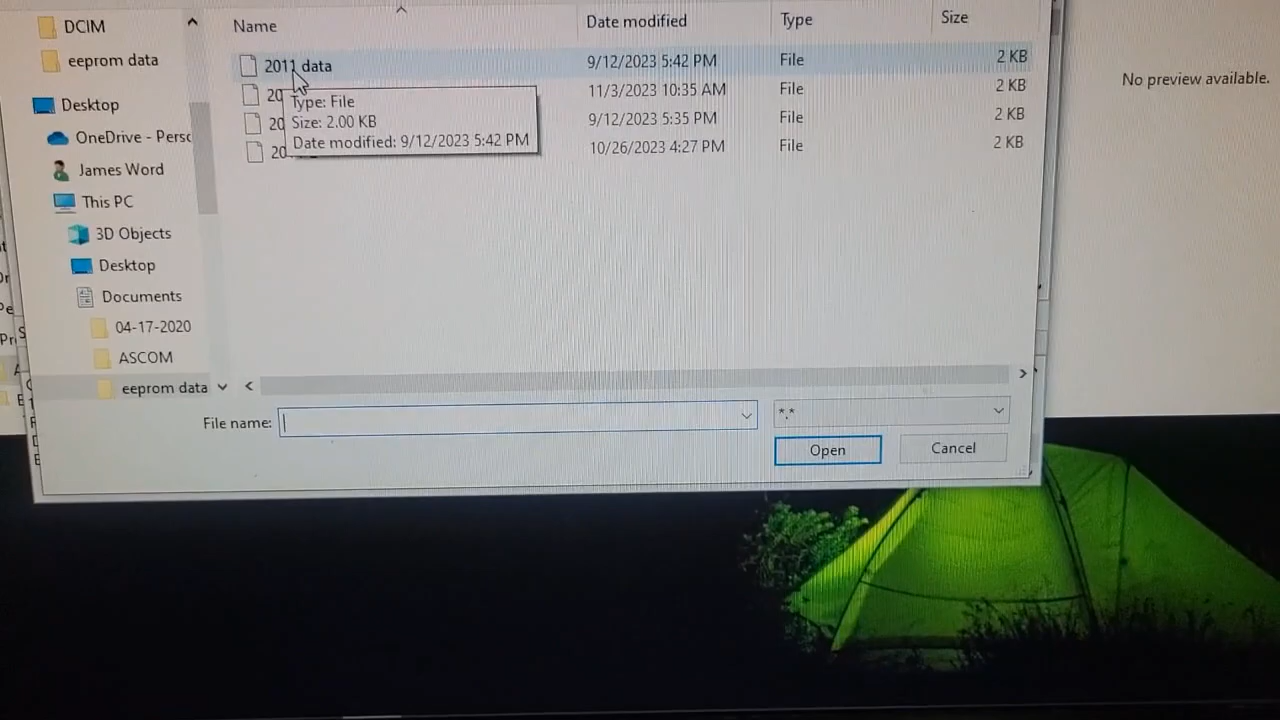 DCIM
eeprom data
Desktop
OneDrive - Perso
James Word
This PC
3D Objects
Desktop
Documents
04-17-2020
ASCOM
eeprom data
Name Date modified Type Size
2011 data 9/12/2023 5:42 PM File 2 KB
20 11/3/2023 10:35 AM File 2 KB
20 9/12/2023 5:35 PM File 2 KB
20 10/26/2023 4:27 PM File 2 KB
Type: File
Size: 2.00 KB
Date modified: 9/12/2023 5:42 PM
No preview available.
File name: *.*
Open Cancel